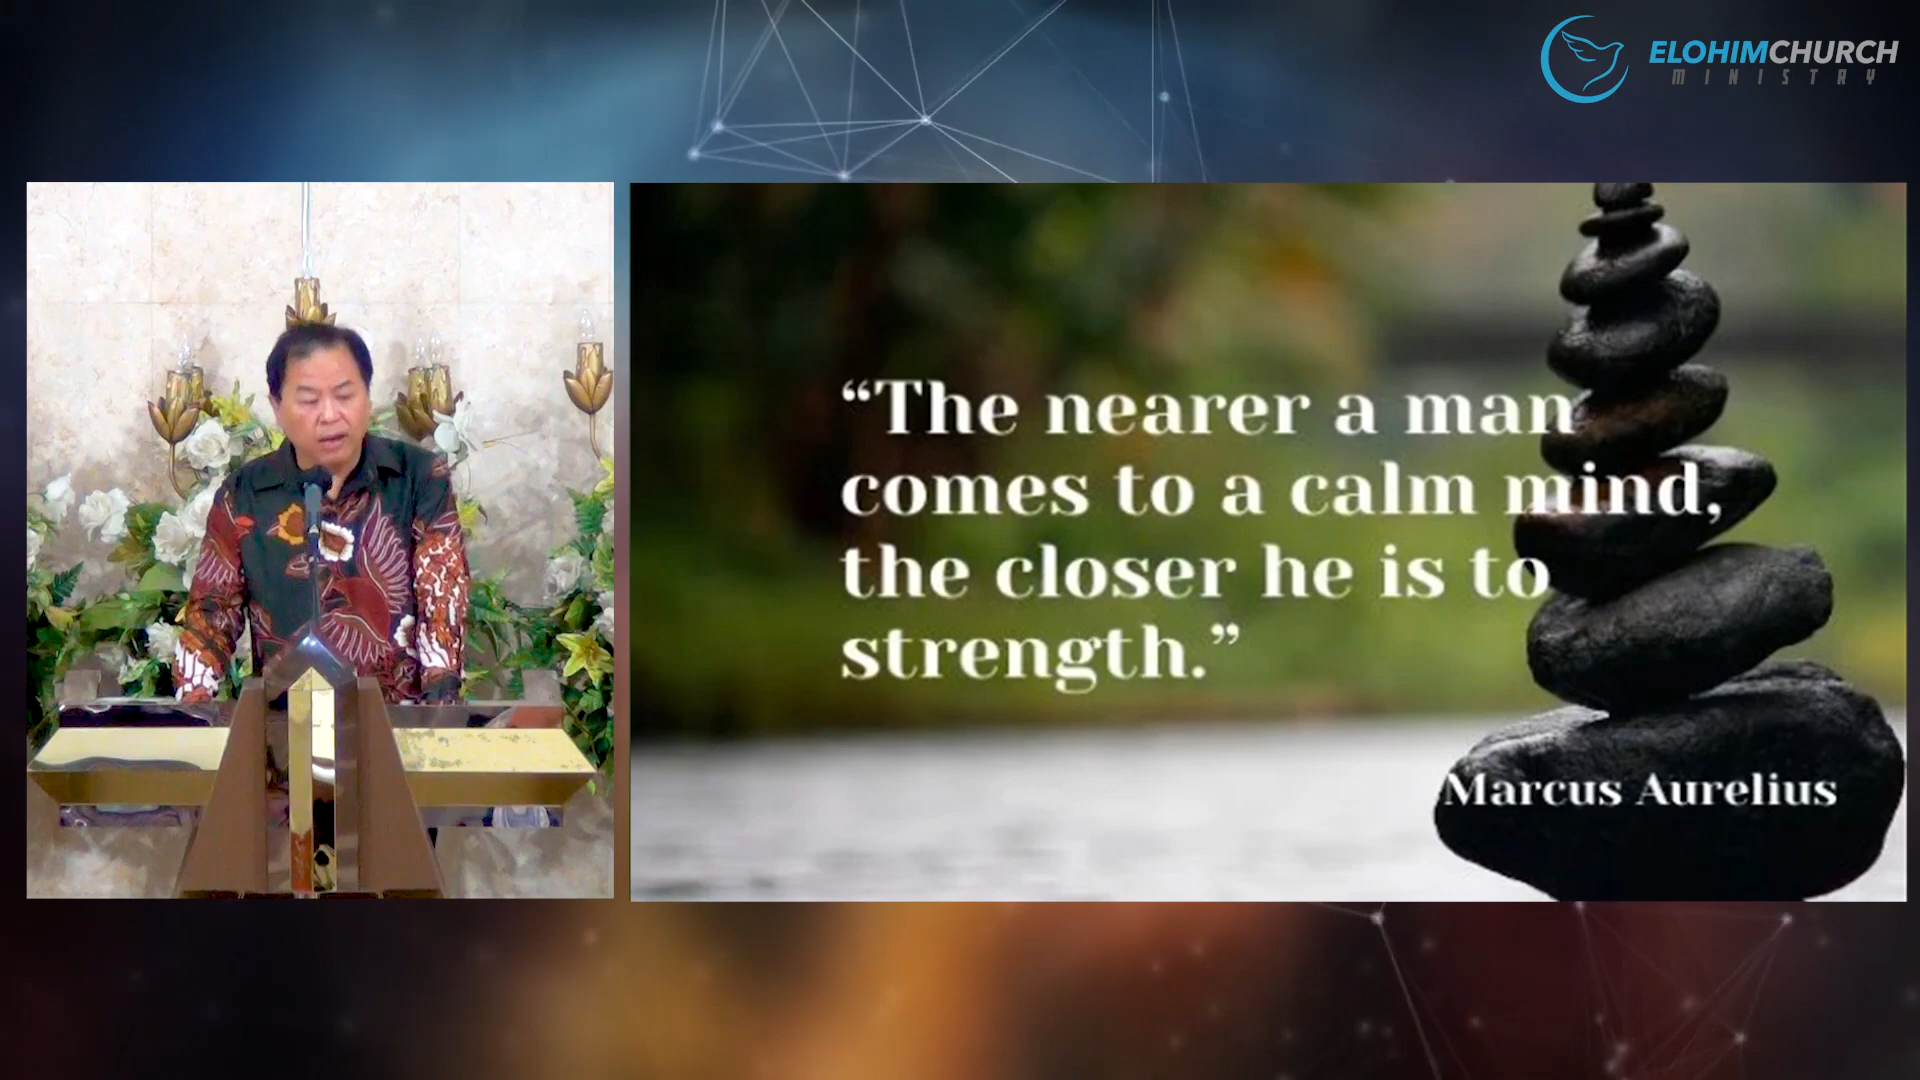 ELOHIMCHURCH
MINISTRY
“The nearer a man
comes to a calm mind,
the closer he is to
strength.”
Marcus Aurelius